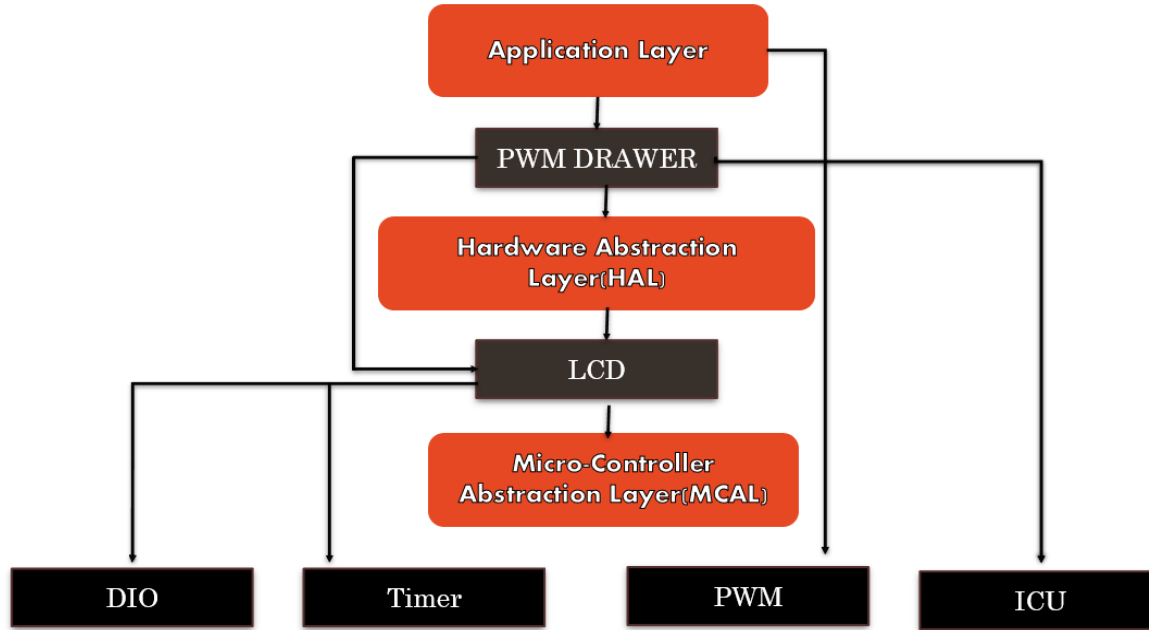 Application Layer
PWM DRAWER
Hardware Abstraction
Layer(HAL)
LCD
Micro-Controller
Abstraction Layer(MCAL)
DIO
Timer
PWM
ICU